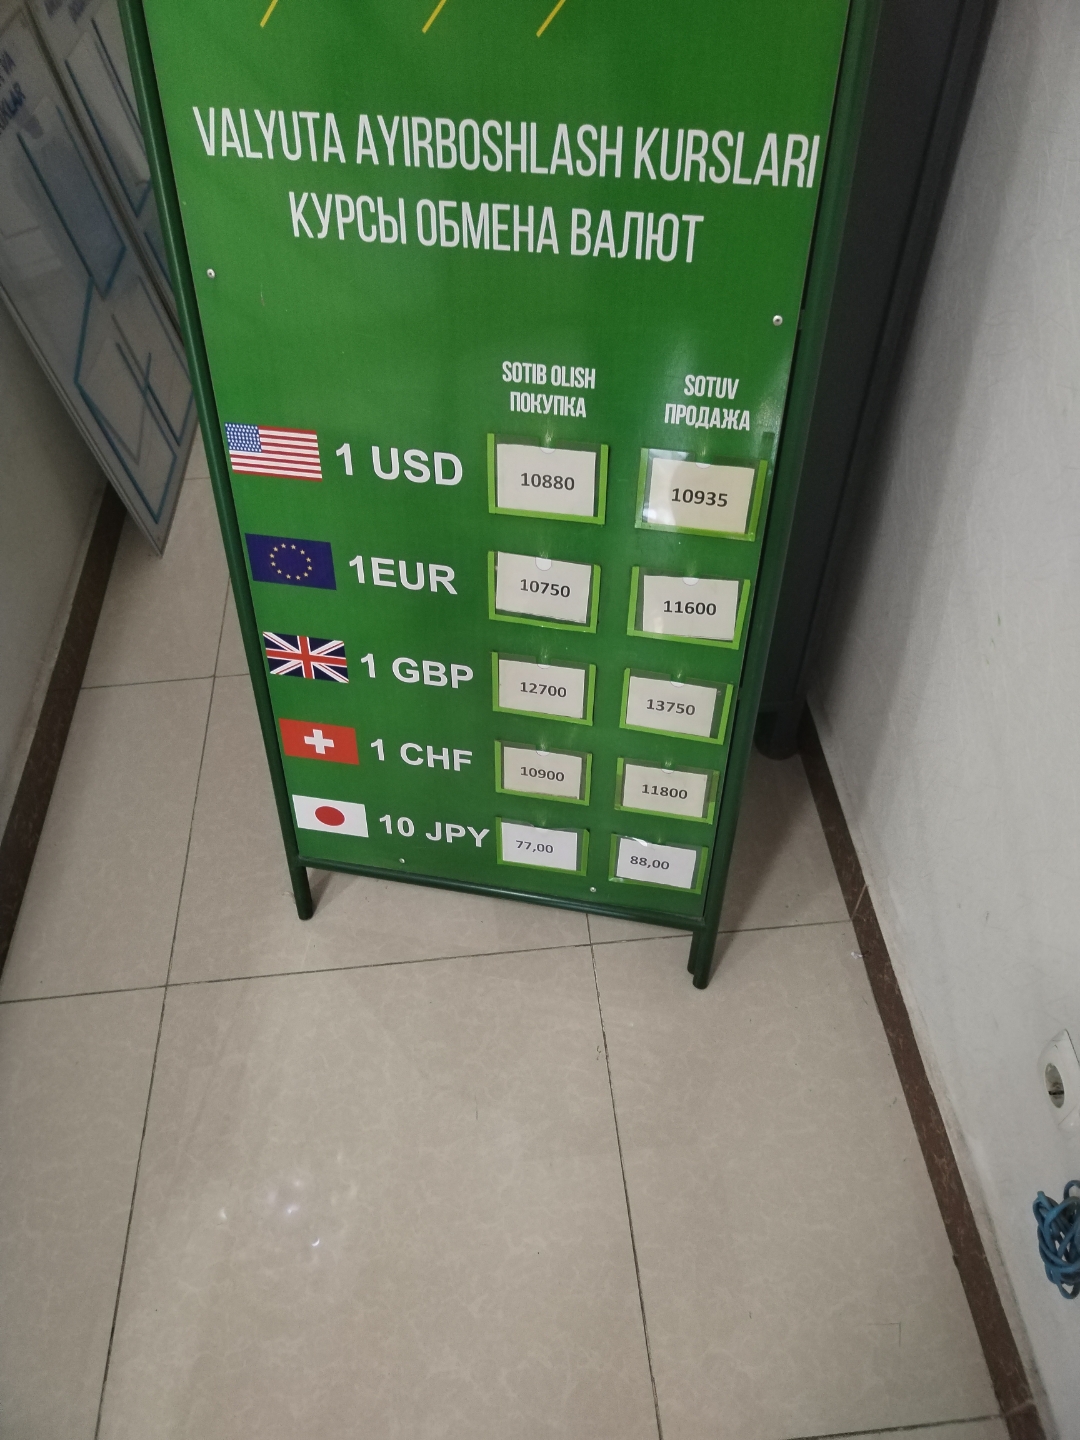 VALYUTA AYIRBOSHLASH KURSLARI
КУРСЫ ОБМЕНА ВАЛЮТ
SOTIB OLISH SOTUV
ПОКУПКА ПРОДАЖА
1 USD 10880 10935
1EUR 10750 11600
1 GBP 12700 13750
1 CHF 10900 11800
10 JPY 77,00 88,00